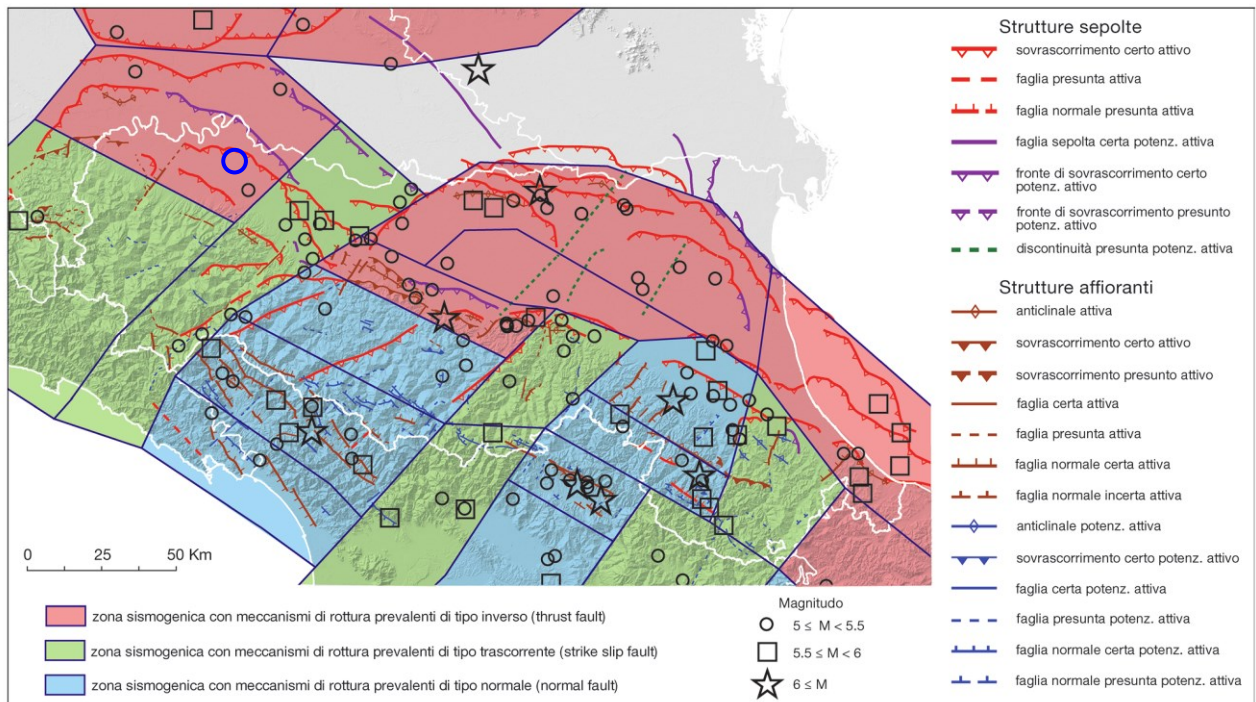 Strutture sepolte
sovrascorrimento certo attivo
faglia presunta attiva
faglia normale presunta attiva
faglia sepolta certa potenz. attiva
fronte di sovrascorrimento certo
potenz. attivo
fronte di sovrascorrimento presunto
potenz. attivo
discontinuità presunta potenz. attiva
Strutture affioranti
anticlinale attiva
sovrascorrimento certo attivo
sovrascorrimento presunto attivo
faglia certa attiva
faglia presunta attiva
faglia normale certa attiva
faglia normale incerta attiva
anticlinale potenz. attiva
sovrascorrimento certo potenz. attivo
faglia certa potenz. attiva
faglia presunta potenz. attiva
faglia normale certa potenz. attiva
faglia normale presunta potenz. attiva
0 25 50 Km
zona sismogenica con meccanismi di rottura prevalenti di tipo inverso (thrust fault)
zona sismogenica con meccanismi di rottura prevalenti di tipo trascorrente (strike slip fault)
zona sismogenica con meccanismi di rottura prevalenti di tipo normale (normal fault)
Magnitudo
5 ≤ M < 5.5
5.5 ≤ M < 6
6 ≤ M